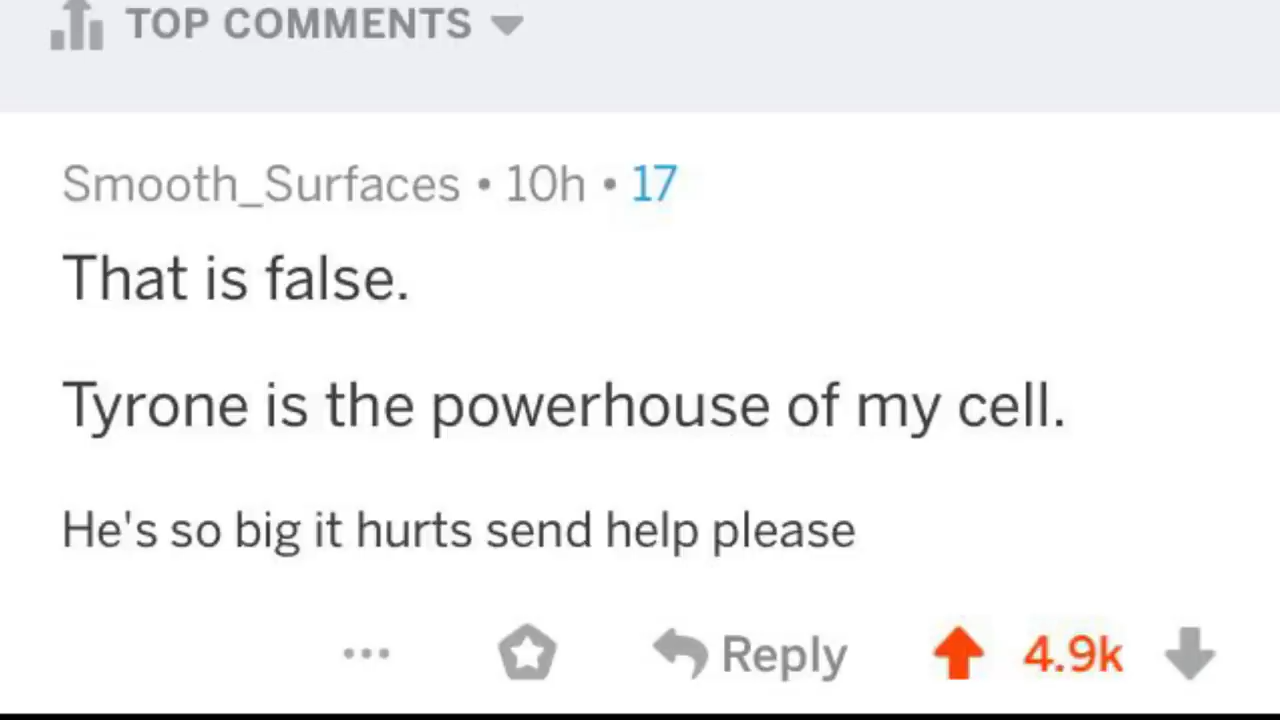 TOP COMMENTS
Smooth_Surfaces • 10h • 17
That is false.
Tyrone is the powerhouse of my cell.
He's so big it hurts send help please
... Reply 4.9k